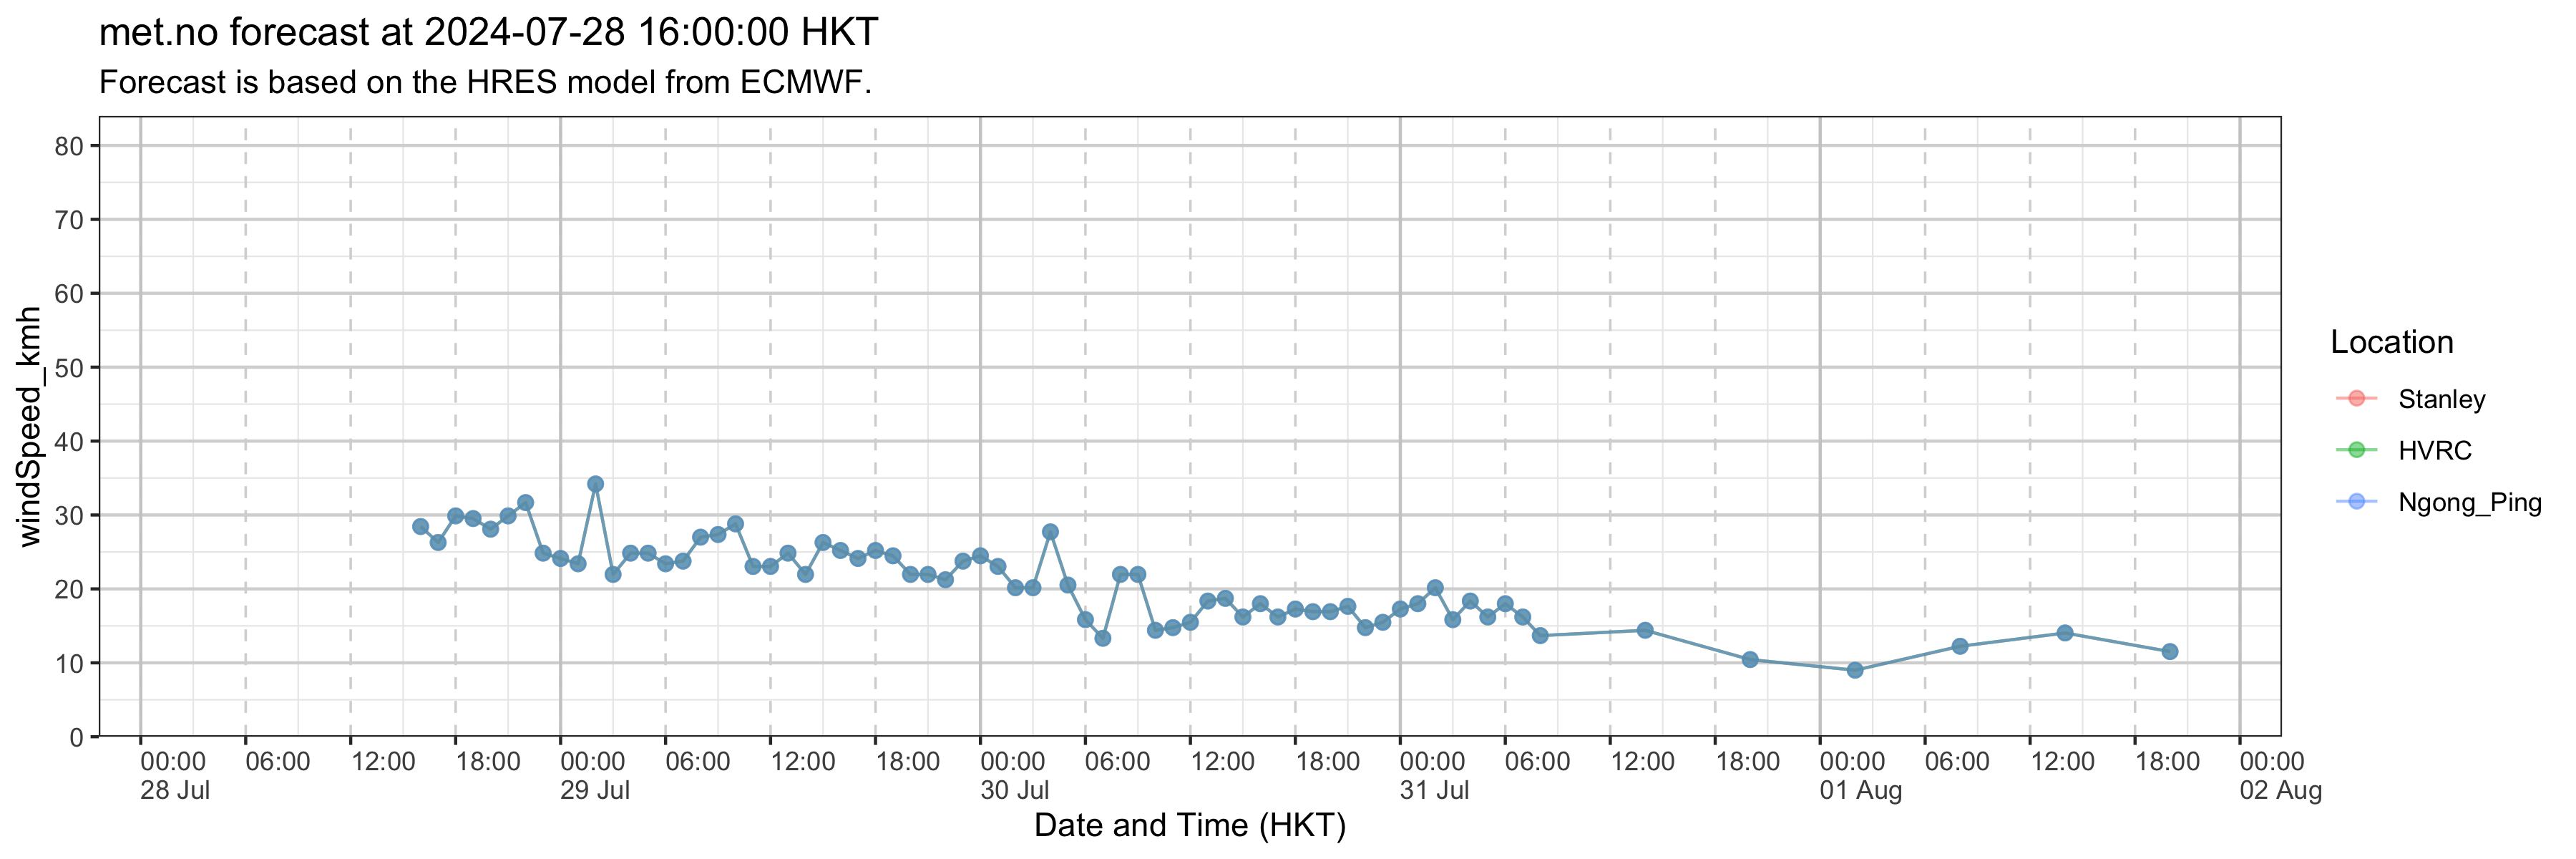 met.no forecast at 2024-07-28 16:00:00 HKT
Forecast is based on the HRES model from ECMWF.
windSpeed_kmh
80
70
60
50
40
30
20
10
0
00:00 06:00 12:00 18:00 00:00 06:00 12:00 18:00 00:00 06:00 12:00 18:00 00:00 06:00 12:00 18:00 00:00 06:00 12:00 18:00 00:00
28 Jul 29 Jul 30 Jul 31 Jul 01 Aug 02 Aug
Date and Time (HKT)
Location
Stanley
HVRC
Ngong_Ping